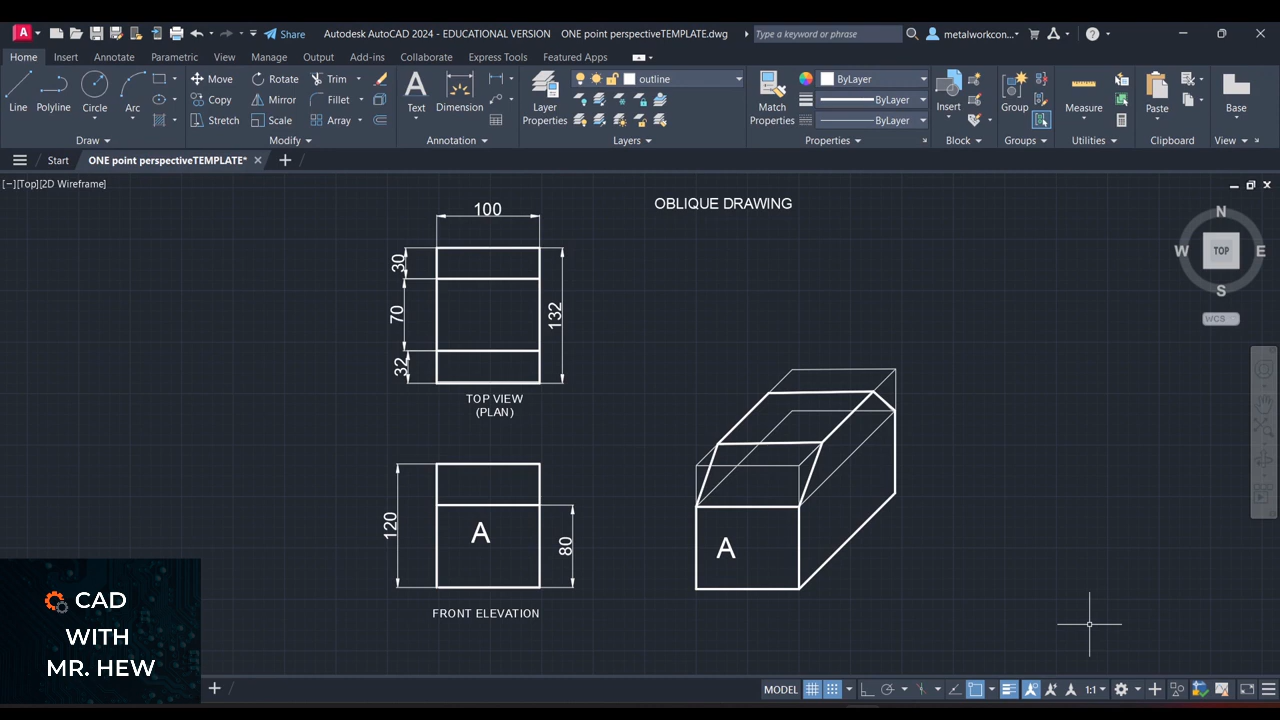 Share
Autodesk AutoCAD 2024 - EDUCATIONAL VERSION ONE point perspectiveTEMPLATE.dwg
Type a keyword or phrase
metalworkcon...
Home Insert Annotate Parametric View Manage Output Add-ins Collaborate Express Tools Featured Apps
Line Polyline Circle Arc
Move Rotate Trim
Copy Mirror Fillet
Stretch Scale Array
Text Dimension
Layer Properties
outline
Match Properties
ByLayer
ByLayer
ByLayer
Insert
Group
Measure
Paste
Base
Draw Modify Annotation Layers Properties Block Groups Utilities Clipboard View
Start ONE point perspectiveTEMPLATE*
[−][Top][2D Wireframe]
OBLIQUE DRAWING
100
30
70
32
132
TOP VIEW
(PLAN)
N
W TOP E
S
WCS
120
80
A
FRONT ELEVATION
A
CAD
WITH
MR. HEW
MODEL
1:1